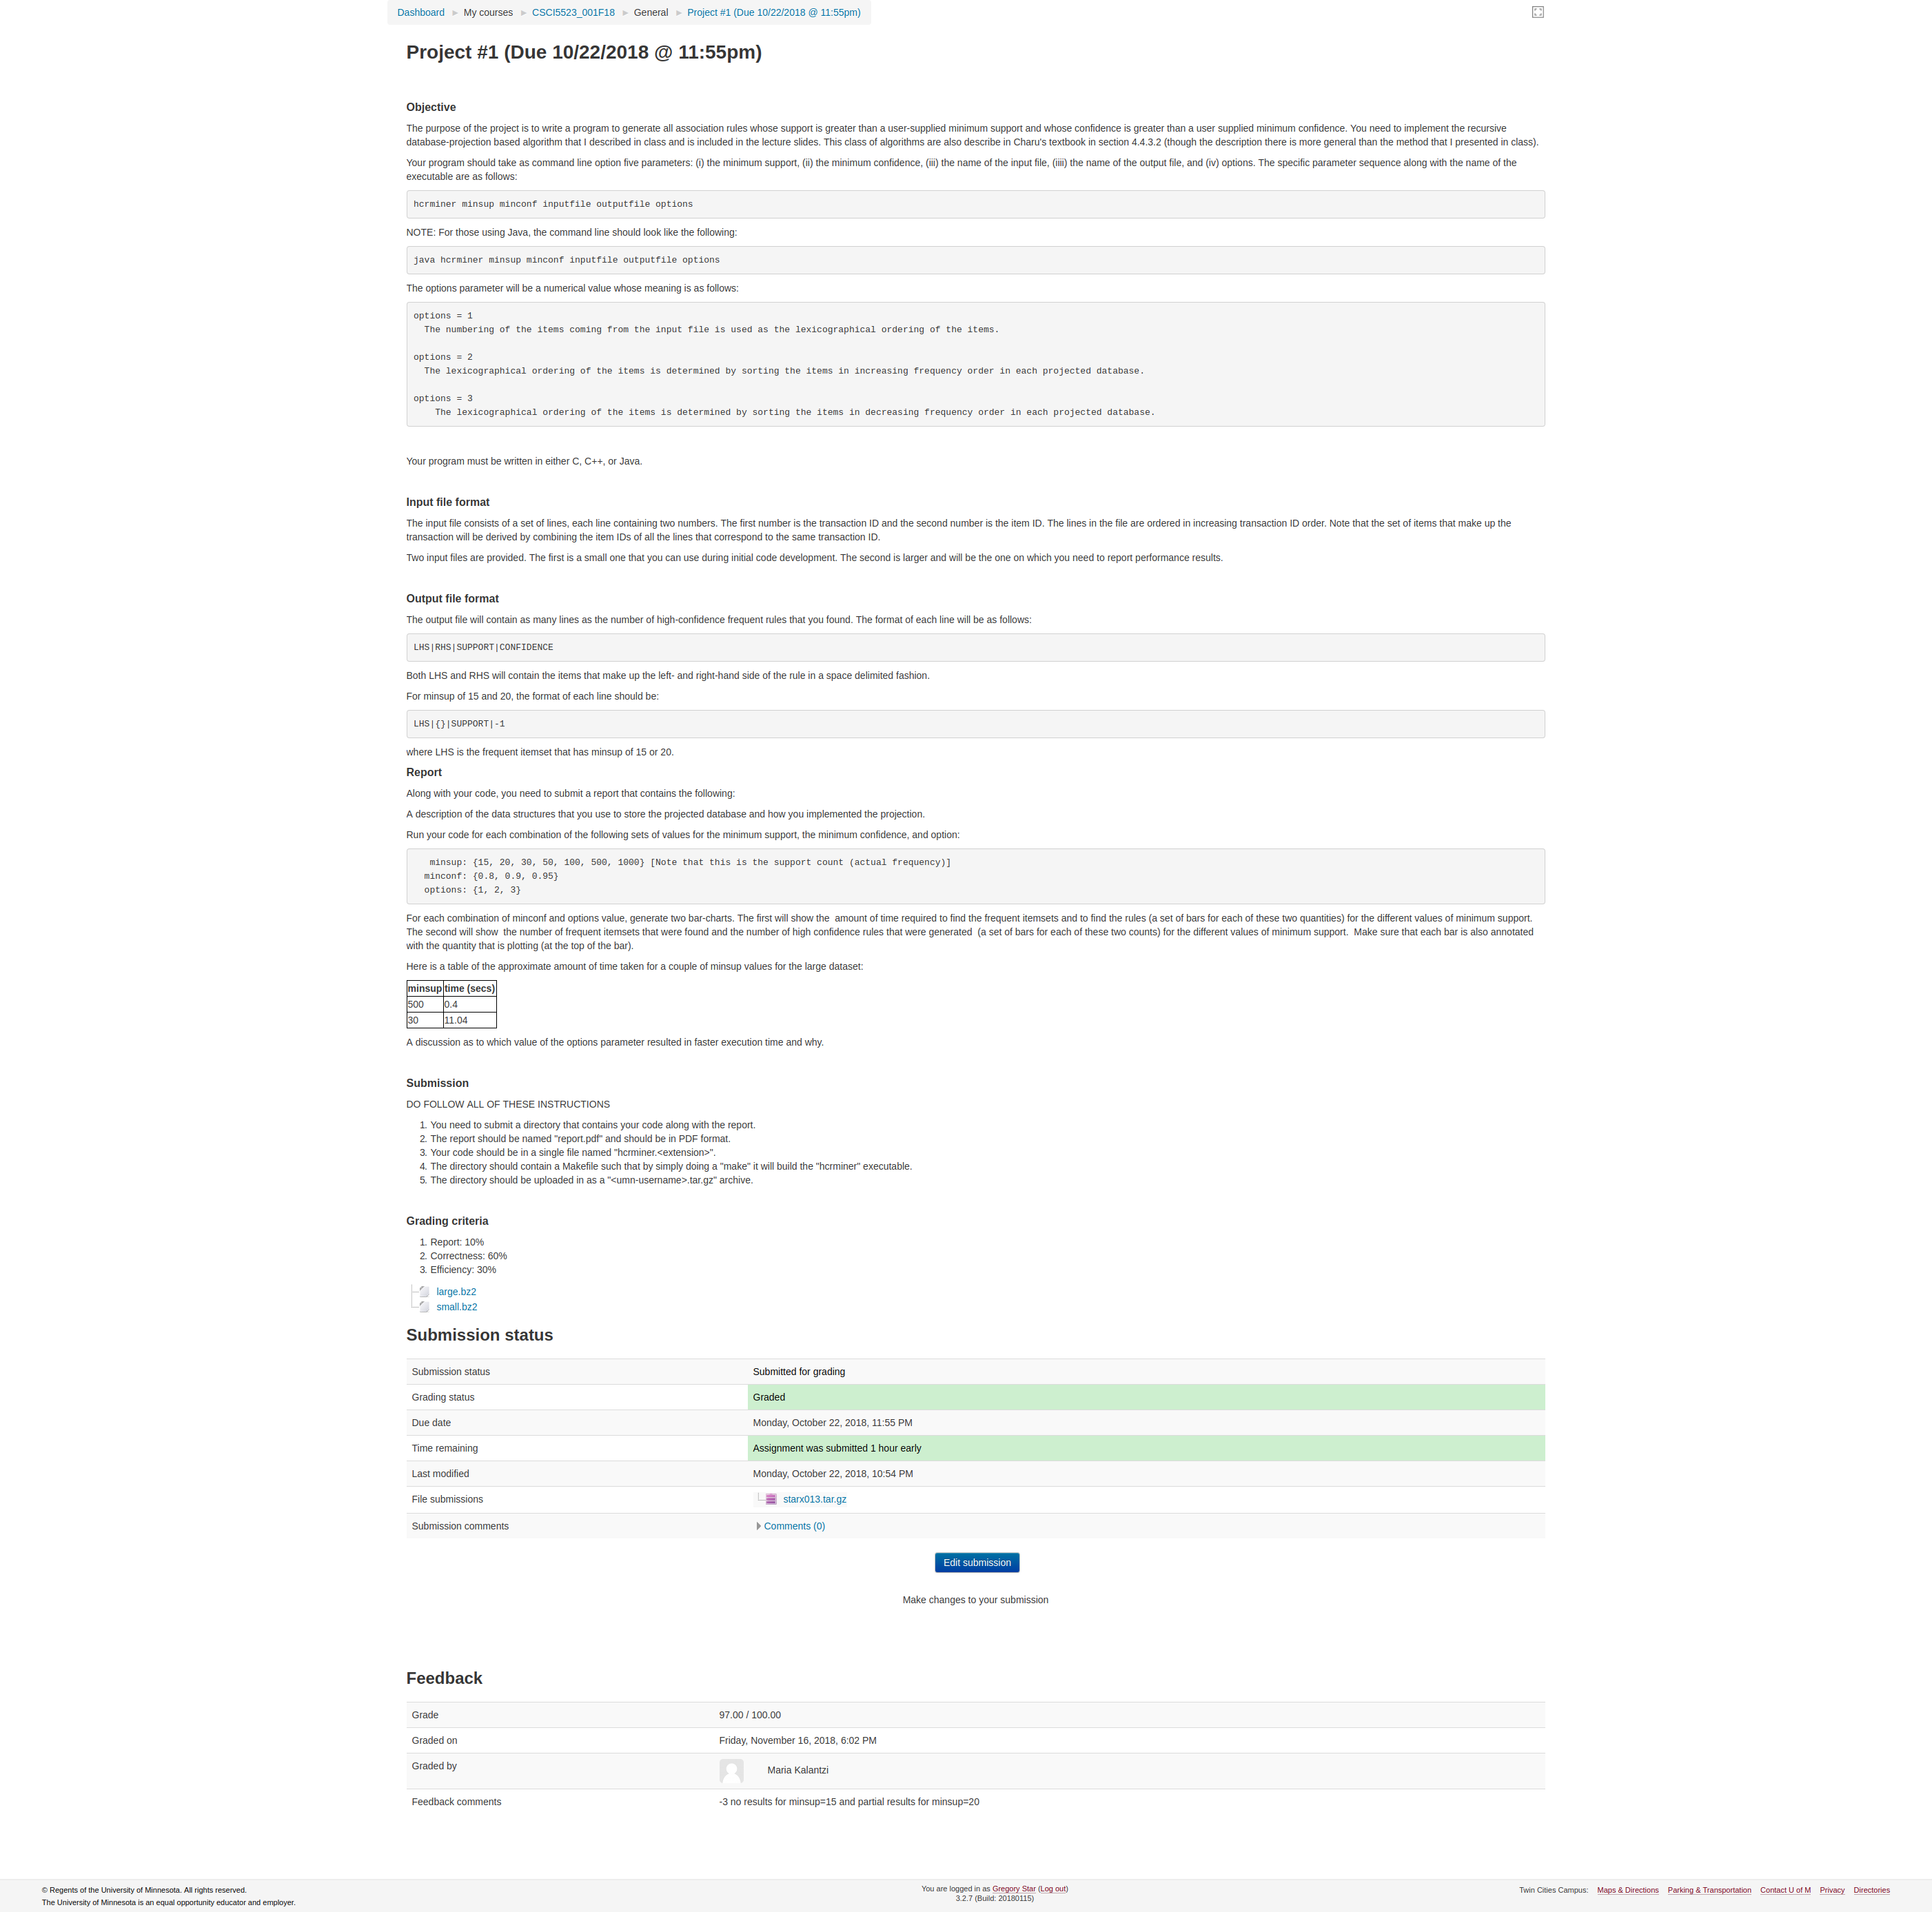 Dashboard ► My courses ► CSCI5523_001F18 ► General ► Project #1 (Due 10/22/2018 @ 11:55pm)
Project #1 (Due 10/22/2018 @ 11:55pm)
Objective
The purpose of the project is to write a program to generate all association rules whose support is greater than a user-supplied minimum support and whose confidence is greater than a user supplied minimum confidence. You need to implement the recursive
database-projection based algorithm that I described in class and is included in the lecture slides. This class of algorithms are also describe in Charu's textbook in section 4.4.3.2 (though the description there is more general than the method that I presented in class).
Your program should take as command line option five parameters: (i) the minimum support, (ii) the minimum confidence, (iii) the name of the input file, (iiii) the name of the output file, and (iv) options. The specific parameter sequence along with the name of the
executable are as follows:
hcrminer minsup minconf inputfile outputfile options
NOTE: For those using Java, the command line should look like the following:
java hcrminer minsup minconf inputfile outputfile options
The options parameter will be a numerical value whose meaning is as follows:
options = 1
The numbering of the items coming from the input file is used as the lexicographical ordering of the items.
options = 2
The lexicographical ordering of the items is determined by sorting the items in increasing frequency order in each projected database.
options = 3
The lexicographical ordering of the items is determined by sorting the items in decreasing frequency order in each projected database.
Your program must be written in either C, C++, or Java.
Input file format
The input file consists of a set of lines, each line containing two numbers. The first number is the transaction ID and the second number is the item ID. The lines in the file are ordered in increasing transaction ID order. Note that the set of items that make up the
transaction will be derived by combining the item IDs of all the lines that correspond to the same transaction ID.
Two input files are provided. The first is a small one that you can use during initial code development. The second is larger and will be the one on which you need to report performance results.
Output file format
The output file will contain as many lines as the number of high-confidence frequent rules that you found. The format of each line will be as follows:
LHS|RHS|SUPPORT|CONFIDENCE
Both LHS and RHS will contain the items that make up the left- and right-hand side of the rule in a space delimited fashion.
For minsup of 15 and 20, the format of each line should be:
LHS|{}|SUPPORT|-1
where LHS is the frequent itemset that has minsup of 15 or 20.
Report
Along with your code, you need to submit a report that contains the following:
A description of the data structures that you use to store the projected database and how you implemented the projection.
Run your code for each combination of the following sets of values for the minimum support, the minimum confidence, and option:
minsup: {15, 20, 30, 50, 100, 500, 1000} [Note that this is the support count (actual frequency)]
minconf: {0.8, 0.9, 0.95}
options: {1, 2, 3}
For each combination of minconf and options value, generate two bar-charts. The first will show the amount of time required to find the frequent itemsets and to find the rules (a set of bars for each of these two quantities) for the different values of minimum support.
The second will show the number of frequent itemsets that were found and the number of high confidence rules that were generated (a set of bars for each of these two counts) for the different values of minimum support. Make sure that each bar is also annotated
with the quantity that is plotting (at the top of the bar).
Here is a table of the approximate amount of time taken for a couple of minsup values for the large dataset:
minsup time (secs)
500 0.4
30 11.04
A discussion as to which value of the options parameter resulted in faster execution time and why.
Submission
DO FOLLOW ALL OF THESE INSTRUCTIONS
1. You need to submit a directory that contains your code along with the report.
2. The report should be named "report.pdf" and should be in PDF format.
3. Your code should be in a single file named "hcrminer.<extension>".
4. The directory should contain a Makefile such that by simply doing a "make" it will build the "hcrminer" executable.
5. The directory should be uploaded in as a "<umn-username>.tar.gz" archive.
Grading criteria
1. Report: 10%
2. Correctness: 60%
3. Efficiency: 30%
large.bz2
small.bz2
Submission status
Submission status Submitted for grading
Grading status Graded
Due date Monday, October 22, 2018, 11:55 PM
Time remaining Assignment was submitted 1 hour early
Last modified Monday, October 22, 2018, 10:54 PM
File submissions starx013.tar.gz
Submission comments Comments (0)
Edit submission
Make changes to your submission
Feedback
Grade 97.00 / 100.00
Graded on Friday, November 16, 2018, 6:02 PM
Graded by Maria Kalantzi
Feedback comments -3 no results for minsup=15 and partial results for minsup=20
© Regents of the University of Minnesota. All rights reserved.
The University of Minnesota is an equal opportunity educator and employer.
You are logged in as Gregory Star (Log out)
3.2.7 (Build: 20180115)
Twin Cities Campus: Maps & Directions Parking & Transportation Contact U of M Privacy Directories